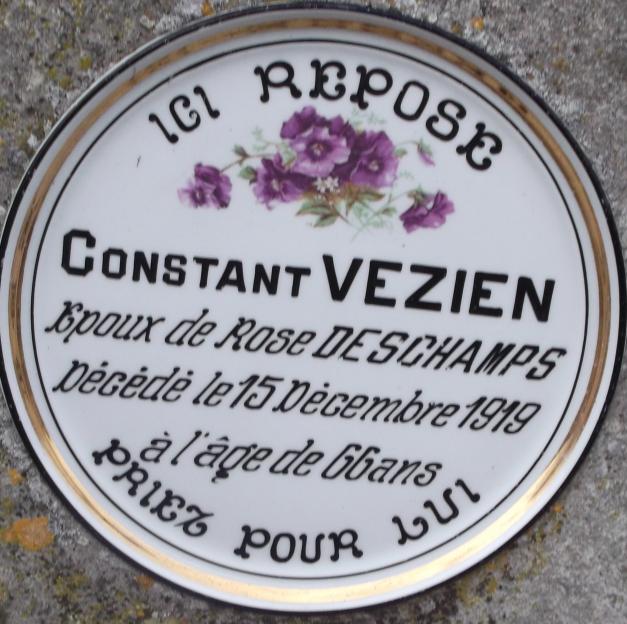 ICI REPOSE
CONSTANT VEZIEN
Epoux de Rose DESCHAMPS
Décédé le 15 Décembre 1919
à l'âge de 66 ans
PRIEZ POUR LUI